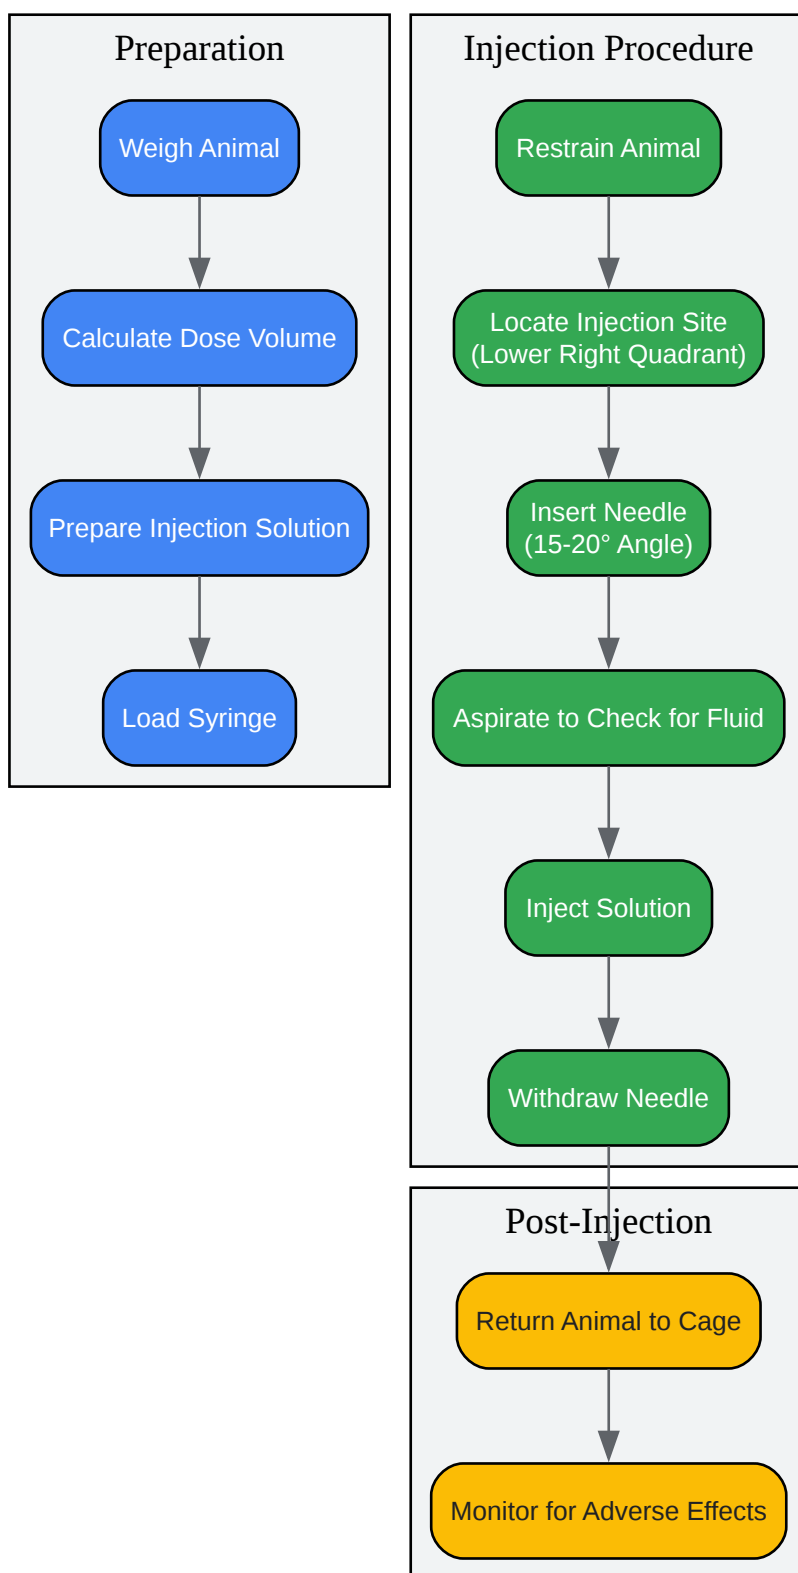 Preparation
Weigh Animal
Calculate Dose Volume
Prepare Injection Solution
Load Syringe
Injection Procedure
Restrain Animal
Locate Injection Site
(Lower Right Quadrant)
Insert Needle
(15-20° Angle)
Aspirate to Check for Fluid
Inject Solution
Withdraw Needle
Post-Injection
Return Animal to Cage
Monitor for Adverse Effects